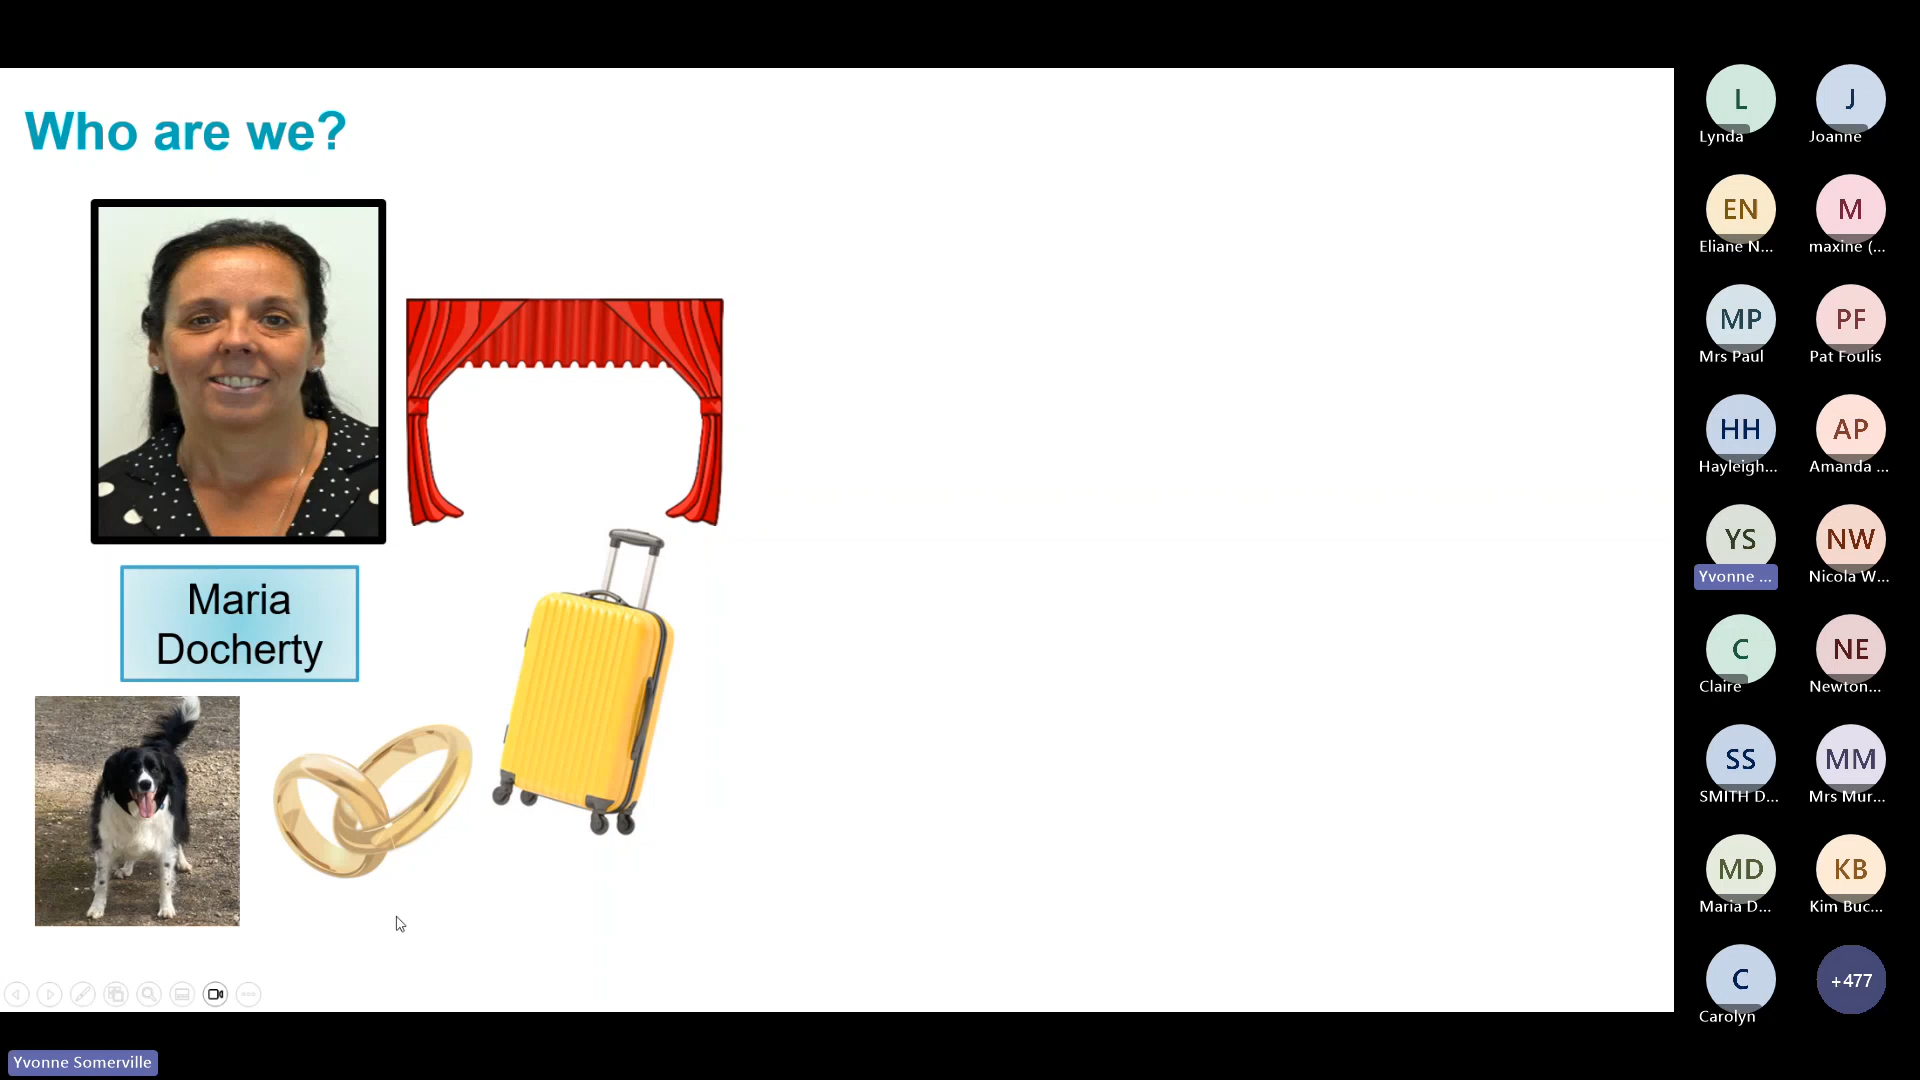 Who are we?
Maria
Docherty
L
J
Lynda
Joanne
EN
M
Eliane N...
maxine (...
MP
PF
Mrs Paul
Pat Foulis
HH
AP
Hayleigh...
Amanda ...
YS
NW
Yvonne ...
Nicola W...
C
NE
Claire
Newton...
SS
MM
SMITH D...
Mrs Mur...
MD
KB
Maria D...
Kim Buc...
C
+477
Carolyn
Yvonne Somerville